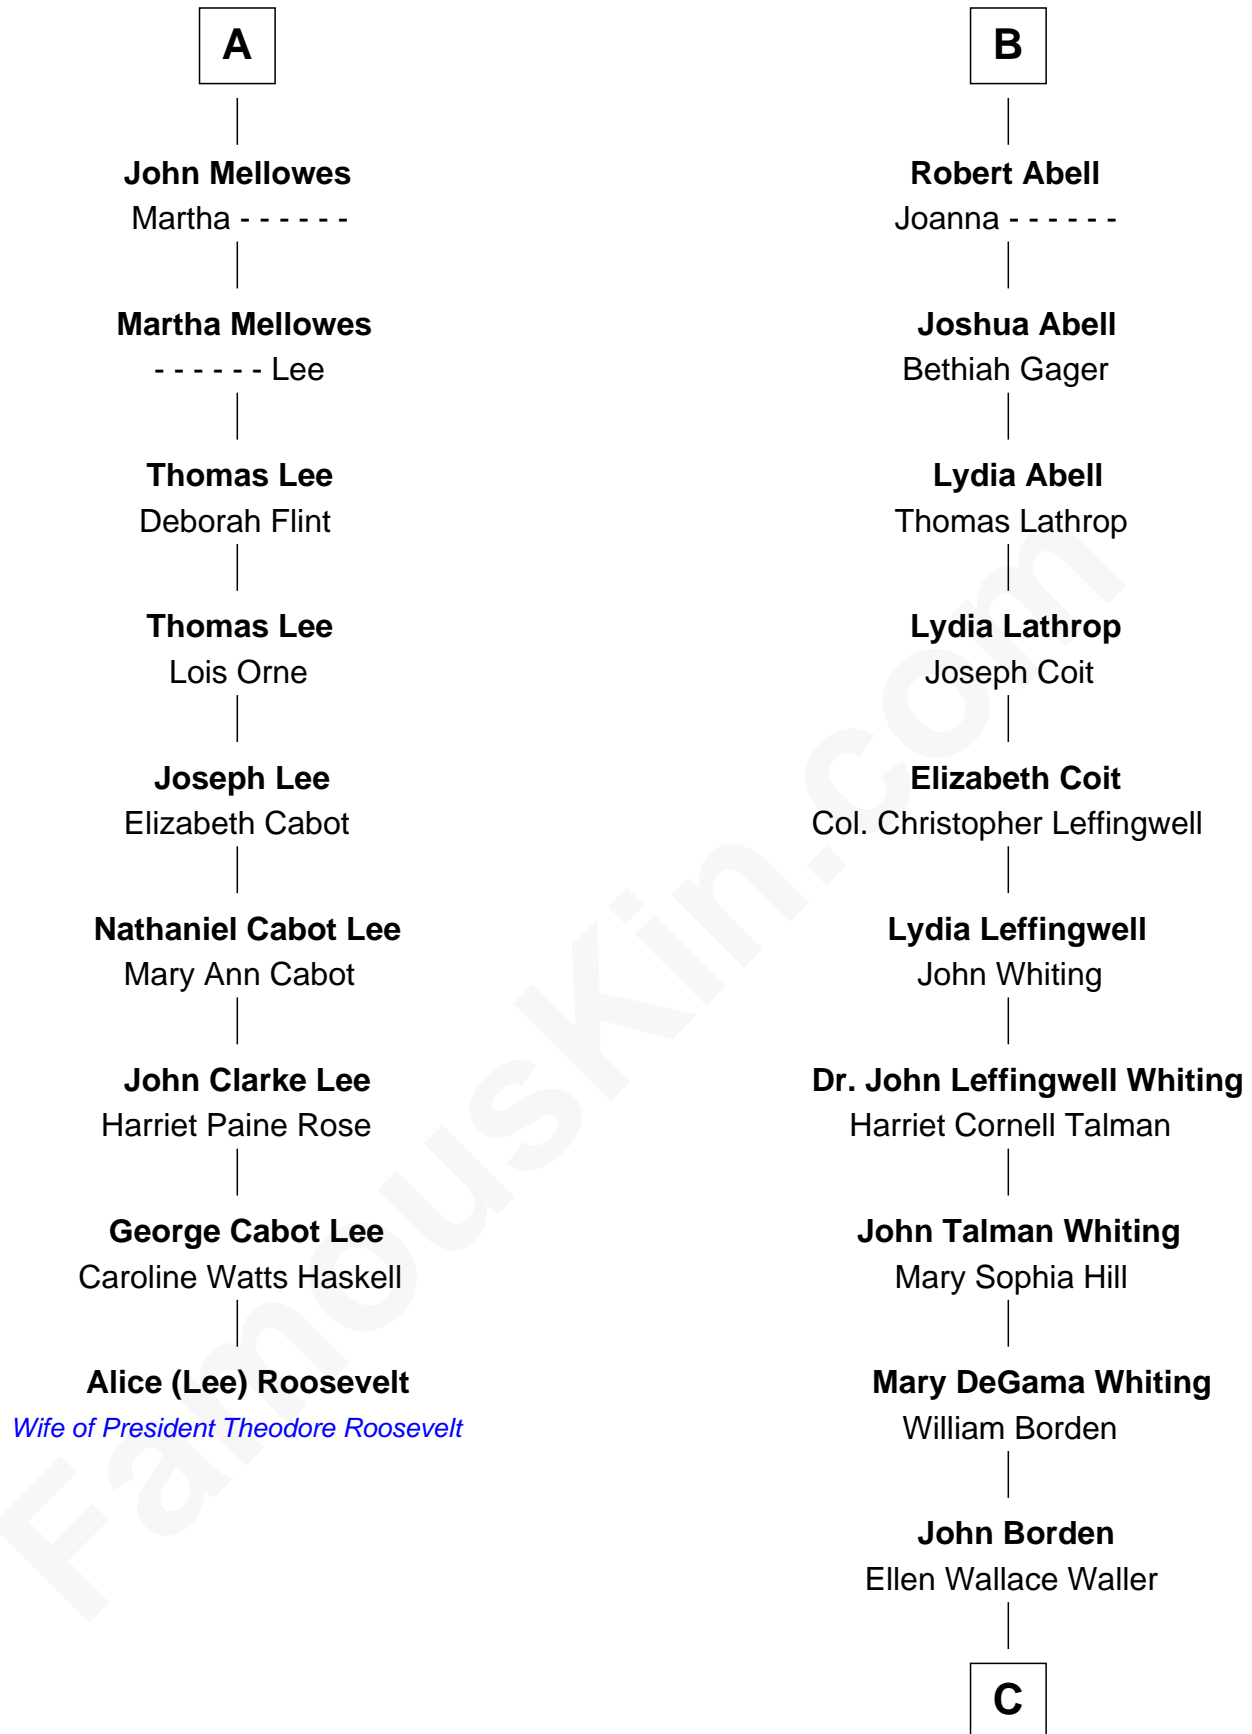 A
John Mellowes
Martha - - - - - -
Martha Mellowes
- - - - - - Lee
Thomas Lee
Deborah Flint
Thomas Lee
Lois Orne
Joseph Lee
Elizabeth Cabot
Nathaniel Cabot Lee
Mary Ann Cabot
John Clarke Lee
Harriet Paine Rose
George Cabot Lee
Caroline Watts Haskell
Alice (Lee) Roosevelt
Wife of President Theodore Roosevelt
B
Robert Abell
Joanna - - - - - -
Joshua Abell
Bethiah Gager
Lydia Abell
Thomas Lathrop
Lydia Lathrop
Joseph Coit
Elizabeth Coit
Col. Christopher Leffingwell
Lydia Leffingwell
John Whiting
Dr. John Leffingwell Whiting
Harriet Cornell Talman
John Talman Whiting
Mary Sophia Hill
Mary DeGama Whiting
William Borden
John Borden
Ellen Wallace Waller
C
FamousKin.com